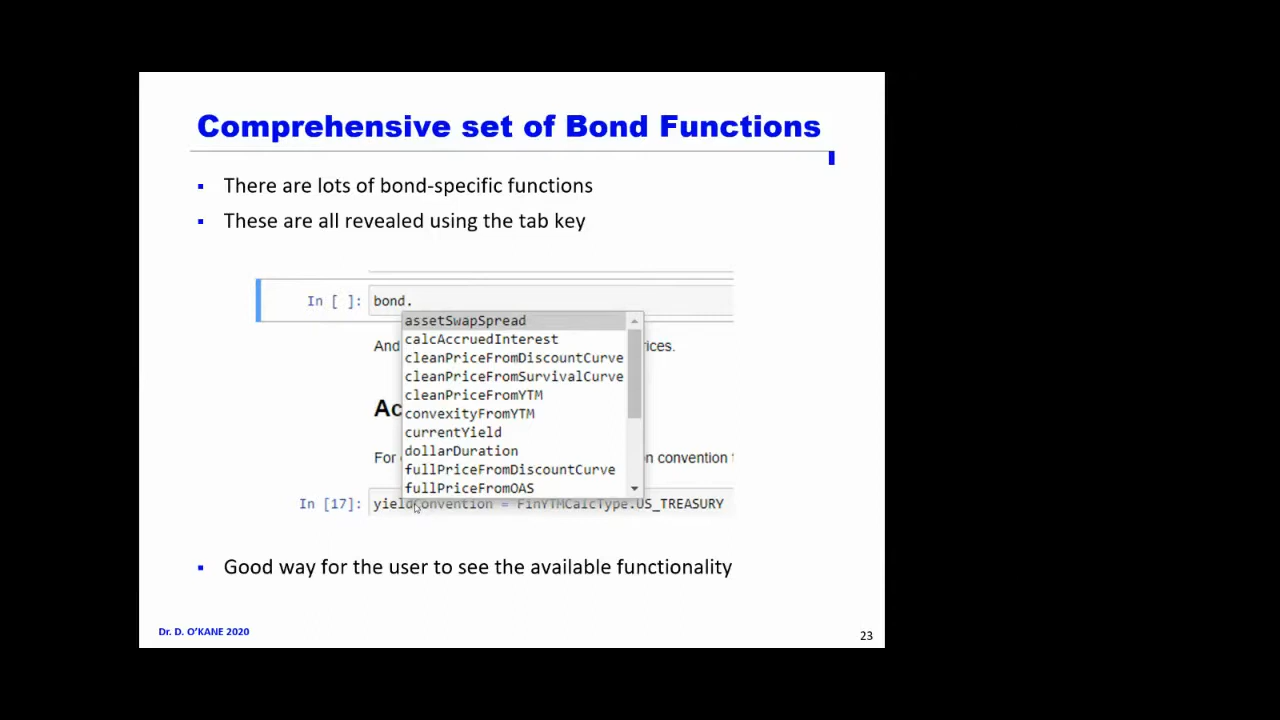 Comprehensive set of Bond Functions
There are lots of bond-specific functions
These are all revealed using the tab key
In [ ]: bond.
assetSwapSpread
calcAccruedInterest
And
cleanPriceFromDiscountCurve
cleanPriceFromSurvivalCurve
cleanPriceFromYTM
convexityFromYTM
currentYield
dollarDuration
For
on convention
fullPriceFromDiscountCurve
fullPriceFromOAS
In [17]: yieldConvention = FinYTMCalcType.US_TREASURY
Good way for the user to see the available functionality
Dr. D. O'KANE 2020
23